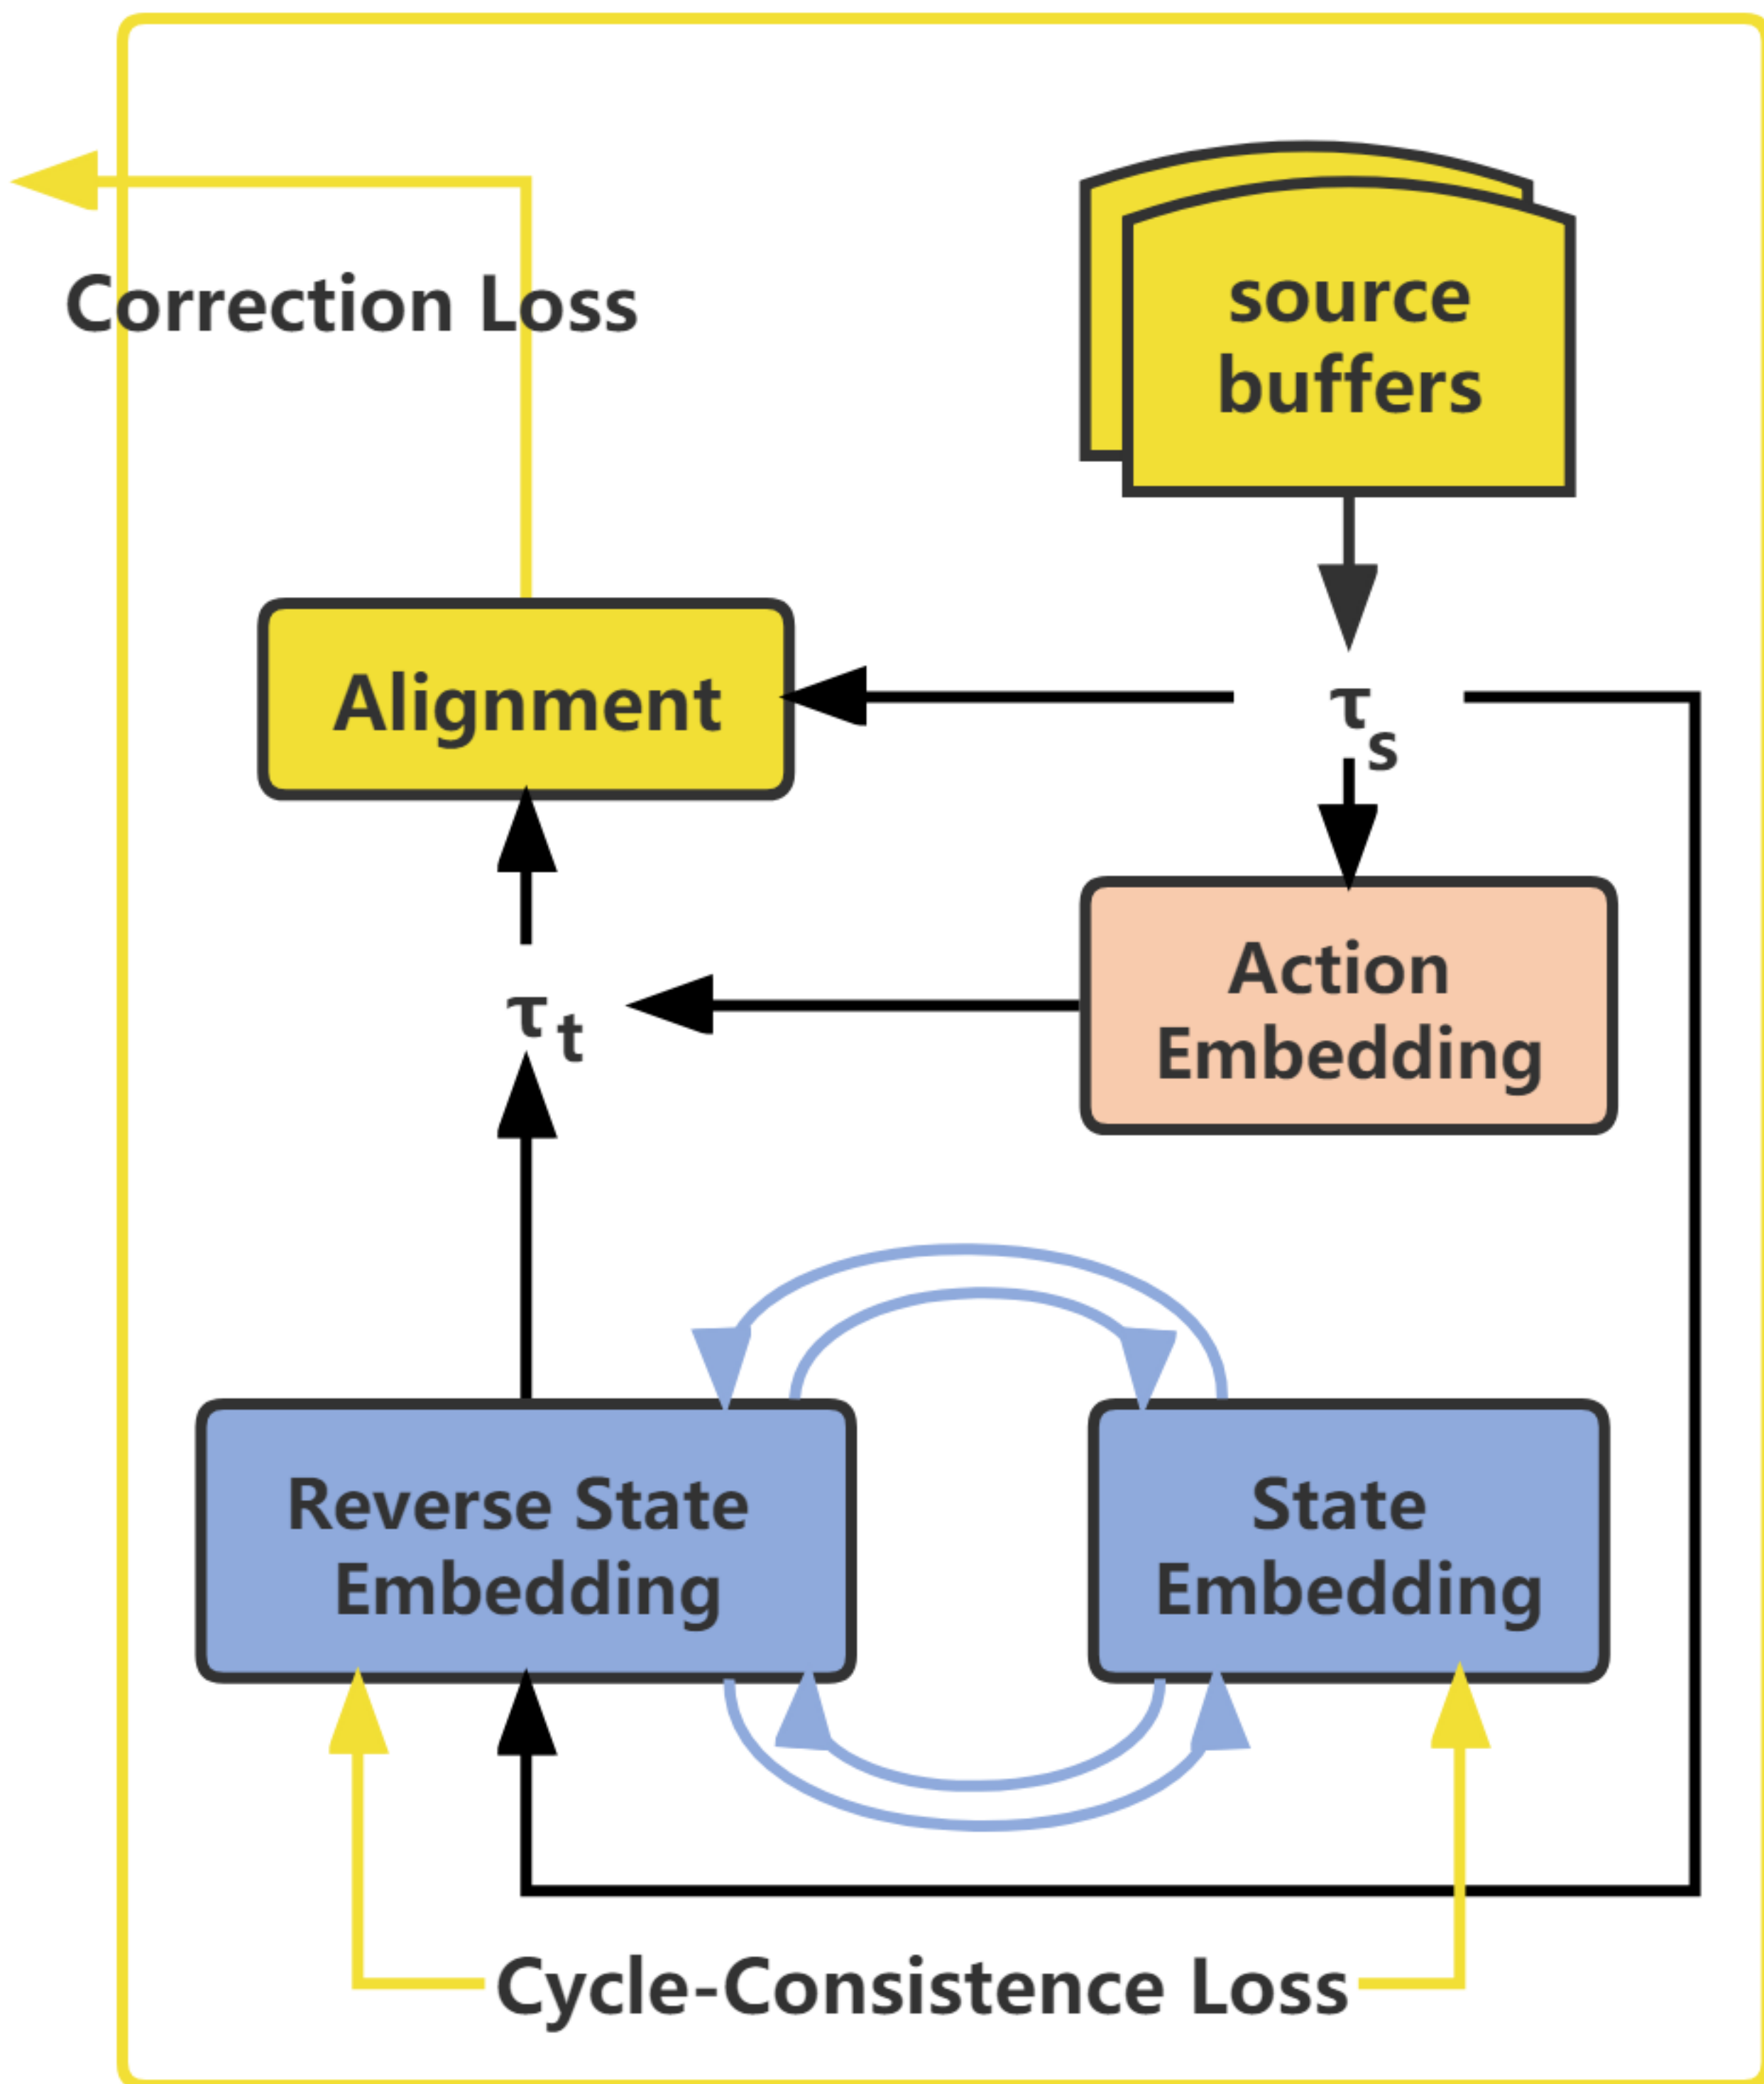 Correction Loss
source
buffers
Alignment
τs
Action
Embedding
τt
Reverse State
Embedding
State
Embedding
Cycle-Consistence Loss